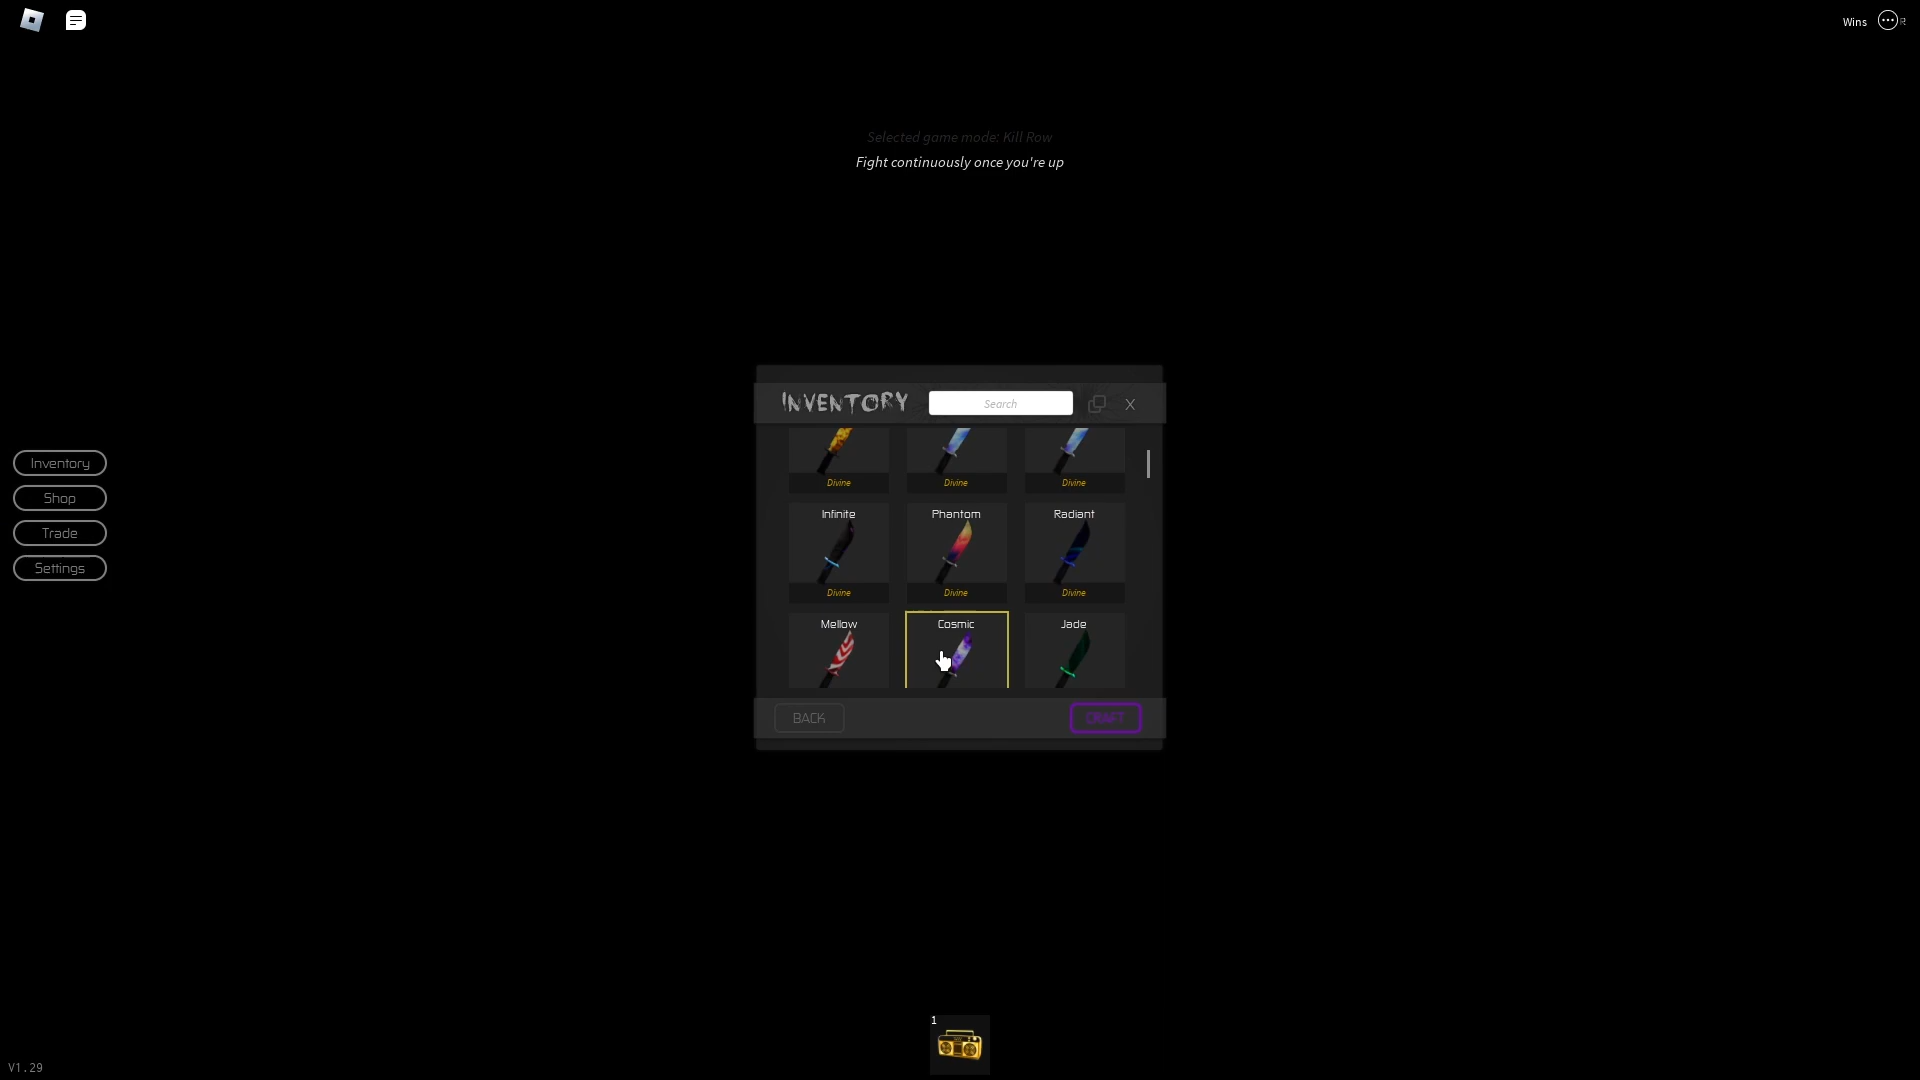 Wins
Selected game mode: Kill Row
Fight continuously once you're up
INVENTORY
Search
X
Divine
Divine
Divine
Infinite
Phantom
Radiant
Divine
Divine
Divine
Mellow
Cosmic
Jade
BACK
CRAFT
Inventory
Shop
Trade
Settings
1
V1.29